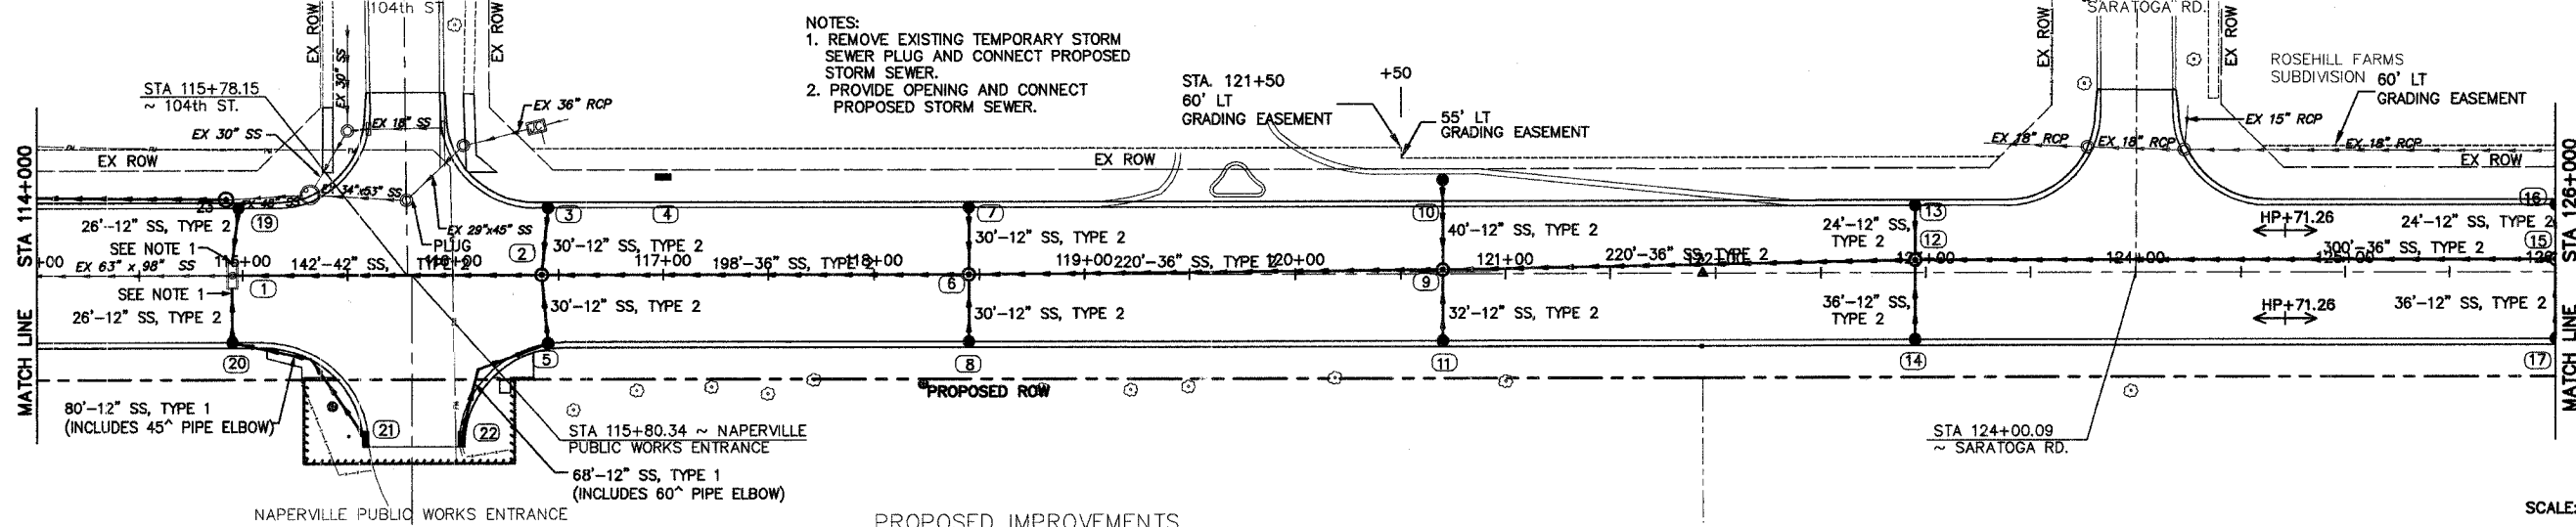 104th ST
SARATOGA RD.
EX ROW
EX ROW
EX ROW
EX ROW
NOTES:
1. REMOVE EXISTING TEMPORARY STORM
SEWER PLUG AND CONNECT PROPOSED
STORM SEWER.
2. PROVIDE OPENING AND CONNECT
PROPOSED STORM SEWER.
STA 115+78.15
~ 104th ST.
EX 30" SS
EX 30" SS
EX 18" SS
EX 36" RCP
STA. 121+50
60' LT
GRADING EASEMENT
+50
55' LT
GRADING EASEMENT
ROSEHILL FARMS
SUBDIVISION
60' LT
GRADING EASEMENT
EX 15" RCP
EX 18" RCP
EX 18" RCP
EX 18" RCP
EX ROW
EX ROW
EX ROW
MATCH LINE STA 114+000
MATCH LINE STA 126+000
EX 34"x53" SS
EX 29"x45" SS
PLUG
26'-12" SS, TYPE 2
SEE NOTE 1
EX 63" x 98" SS
SEE NOTE 1
26'-12" SS, TYPE 2
19
3
4
7
10
13
16
2
12
15
30'-12" SS, TYPE 2
30'-12" SS, TYPE 2
40'-12" SS, TYPE 2
24'-12" SS,
TYPE 2
HP+71.26
24'-12" SS, TYPE 2
+00
115+00
142'-42" SS, TYPE 2
116+00
117+00
198'-36" SS, TYPE 2
118+00
119+00
220'-36" SS, TYPE 2
120+00
121+00
220'-36" SS, TYPE 2
122+00
123+00
124+00
300'-36" SS, TYPE 2
125+00
1
6
9
30'-12" SS, TYPE 2
30'-12" SS, TYPE 2
32'-12" SS, TYPE 2
36'-12" SS,
TYPE 2
HP+71.26
36'-12" SS, TYPE 2
20
5
8
11
14
17
PROPOSED ROW
80'-12" SS, TYPE 1
(INCLUDES 45^ PIPE ELBOW)
21
22
STA 115+80.34 ~ NAPERVILLE
PUBLIC WORKS ENTRANCE
68'-12" SS, TYPE 1
(INCLUDES 60^ PIPE ELBOW)
STA 124+00.09
~ SARATOGA RD.
NAPERVILLE PUBLIC WORKS ENTRANCE
PROPOSED IMPROVEMENTS
SCALE: